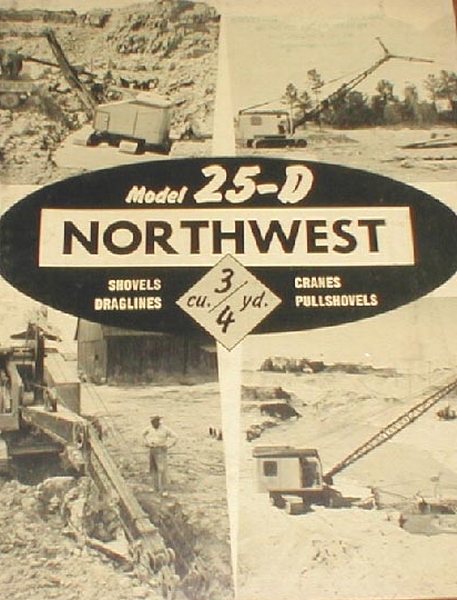 Model 25-D
NORTHWEST
SHOVELS
DRAGLINES
3/4
cu. yd.
CRANES
PULLSHOVELS